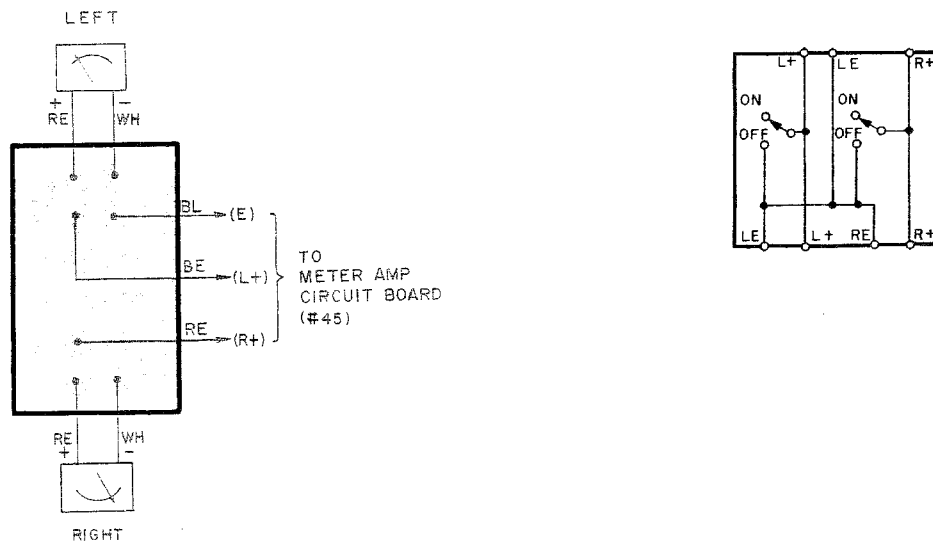 LEFT
+ −
RE WH
BL (E)
BE (L+)
RE (R+)
TO
METER AMP
CIRCUIT BOARD
(#45)
RE WH
+ −
RIGHT
L+ LE R+
ON ON
OFF OFF
LE L+ RE R+